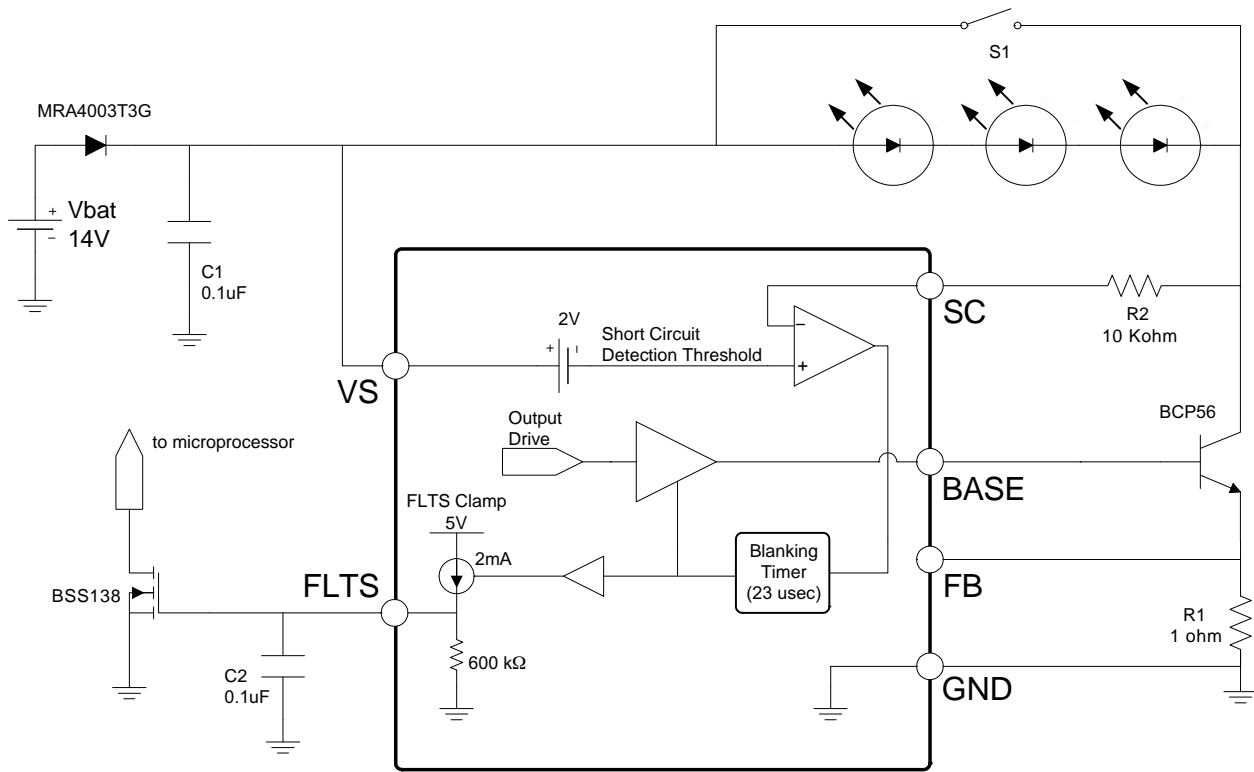 S1
MRA4003T3G
+
Vbat
−
14V
C1
0.1uF
SC
R2
10 Kohm
2V
+
−
Short Circuit
Detection Threshold
−
+
VS
Output
Drive
BCP56
to microprocessor
BASE
FLTS Clamp
5V
2mA
Blanking
Timer
(23 usec)
FLTS
FB
BSS138
R1
1 ohm
600 kΩ
C2
0.1uF
GND